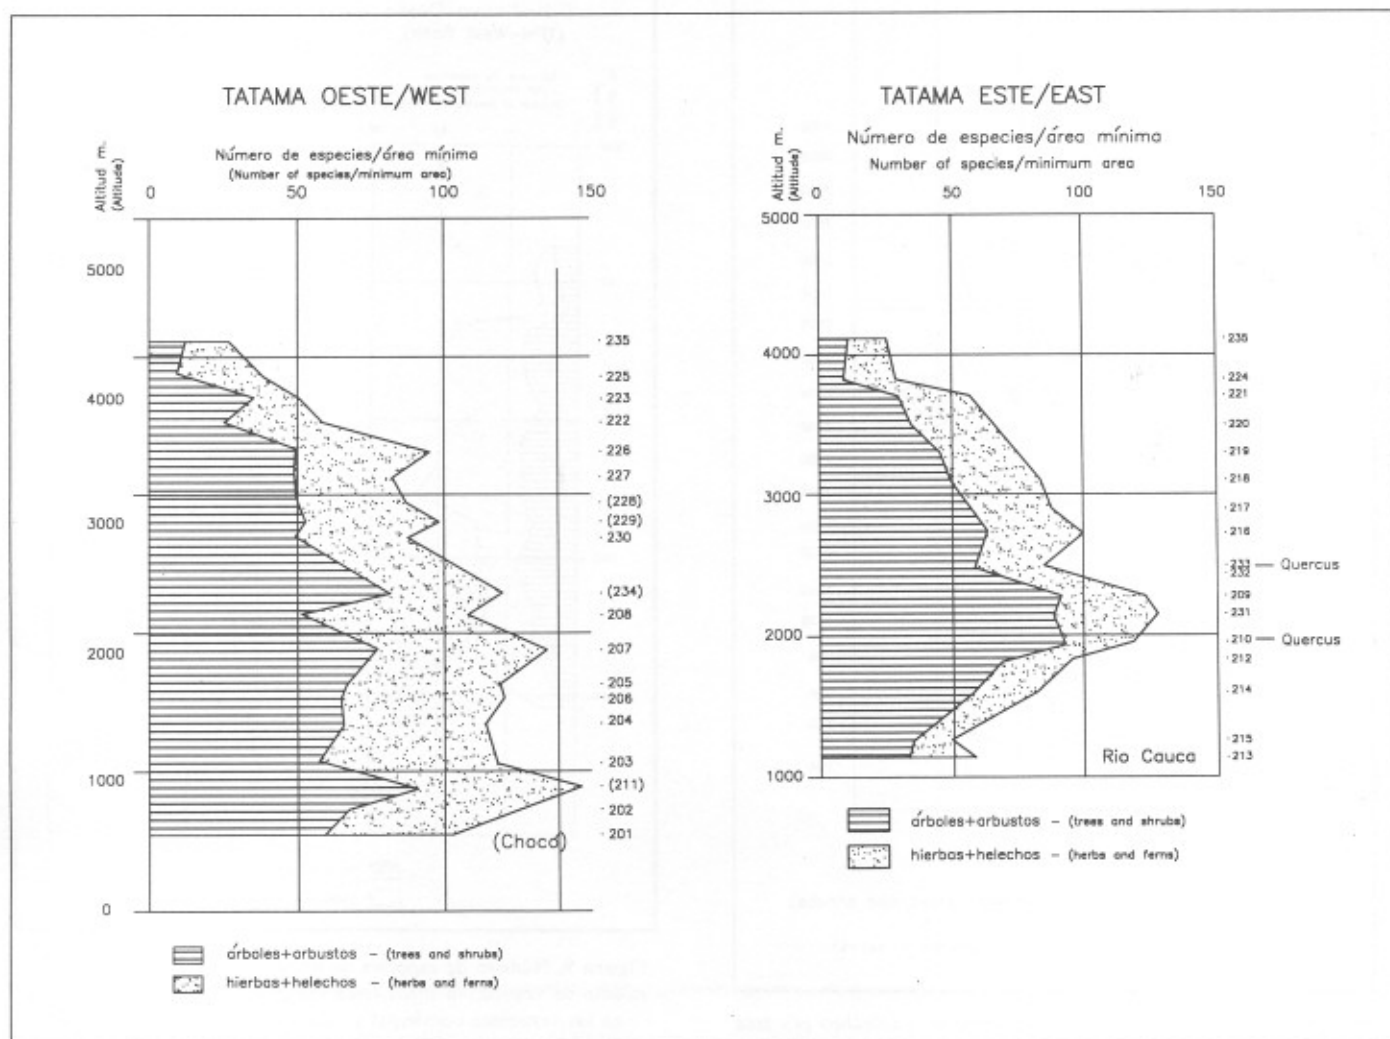 TATAMA OESTE/WEST
Altitud m.
(Altitude)
Número de especies/área mínima
(Number of species/minimum area)
0 50 100 150
5000
4000
3000
2000
1000
0
· 235
· 225
· 223
· 222
· 226
· 227
· (228)
· (229)
· 230
· (234)
· 208
· 207
· 205
· 206
· 204
· 203
· (211)
· 202
· 201
(Chocó)
árboles+arbustos – (trees and shrubs)
hierbas+helechos – (herbs and ferns)
TATAMA ESTE/EAST
Altitud m.
(Altitude)
Número de especies/área mínima
Number of species/minimum area)
0 50 100 150
5000
4000
3000
2000
1000
· 235
· 224
· 221
· 220
· 219
· 218
· 217
· 216
· 233 — Quercus
· 232
· 209
· 231
· 210 — Quercus
· 212
· 214
· 215
· 213
Rio Cauca
árboles+arbustos – (trees and shrubs)
hierbas+helechos – (herbs and ferns)